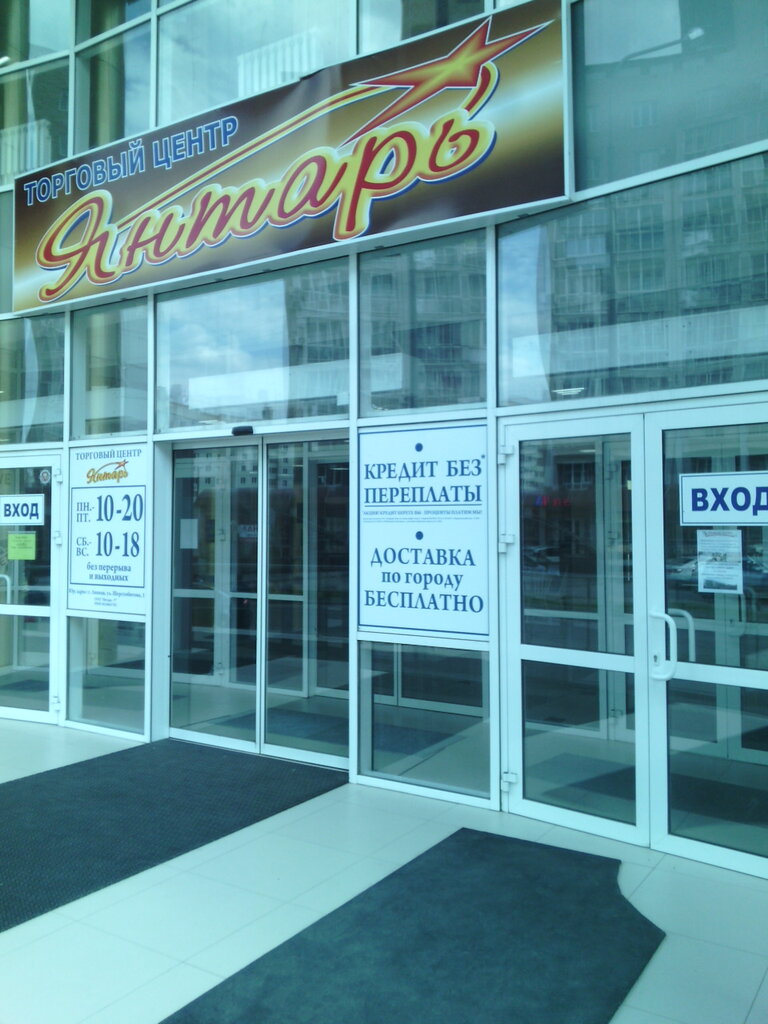 ТОРГОВЫЙ ЦЕНТР
Янтарь
ВХОД
ТОРГОВЫЙ ЦЕНТР
Янтарь
ПН.-ПТ. 10-20
СБ.-ВС. 10-18
без перерыва
и выходных
КРЕДИТ БЕЗ*
ПЕРЕПЛАТЫ
ДОСТАВКА
по городу
БЕСПЛАТНО
ВХОД